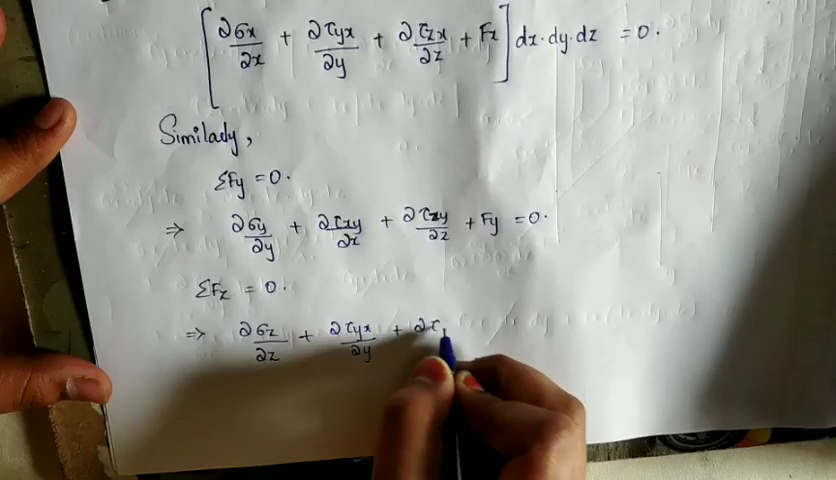 [∂σx/∂x + ∂τyx/∂y + ∂τzx/∂z + Fx] dx·dy·dz = 0.
Similarly,
ΣFy = 0.
⇒ ∂σy/∂y + ∂τxy/∂x + ∂τzy/∂z + Fy = 0.
ΣFz = 0.
⇒ ∂σz/∂z + ∂τyx/∂y + ∂τ